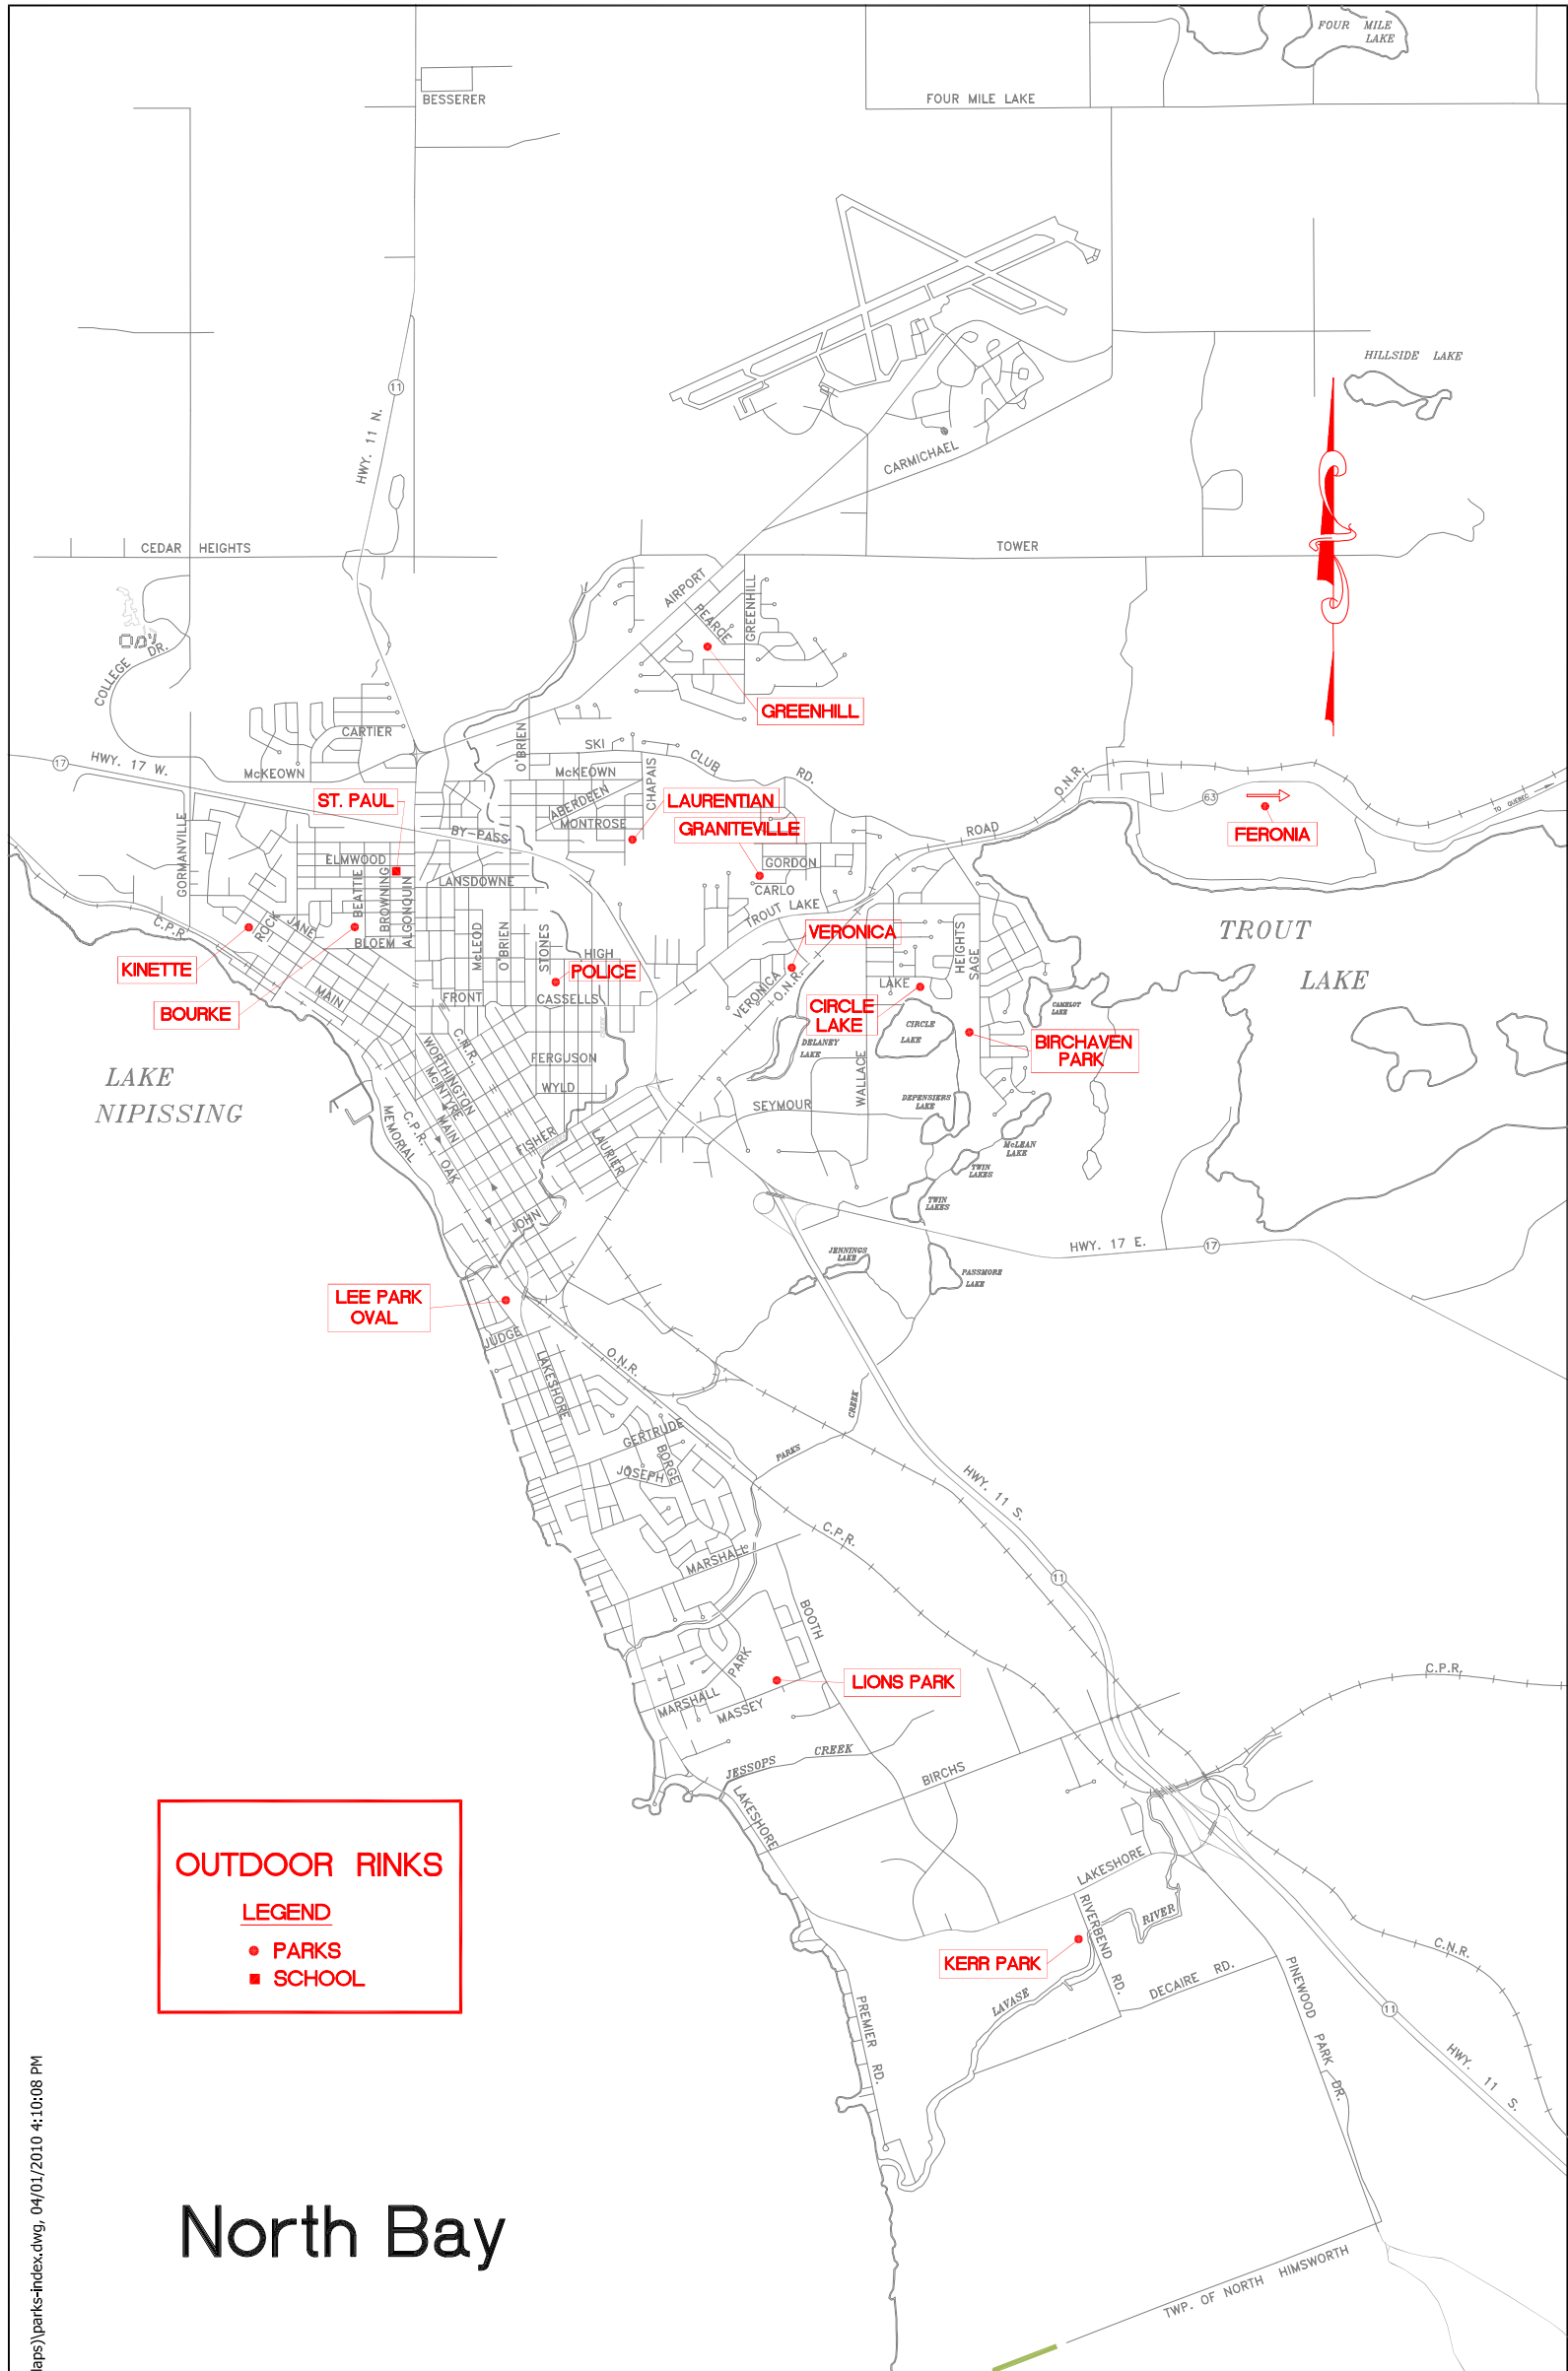 FOUR MILE
LAKE
BESSERER
FOUR MILE LAKE
HILLSIDE LAKE
11
HWY. 11 N.
CARMICHAEL
CEDAR HEIGHTS
TOWER
AIRPORT
PEARCE
GREENHILL
COLLEGE DR.
GREENHILL
CARTIER
O'BRIEN
SKI CLUB RD.
17
HWY. 17 W.
McKEOWN
McKEOWN
CHAPAIS
O.N.R.
63
TO QUEBEC
ST. PAUL
ABERDEEN
LAURENTIAN
MONTROSE
GRANITEVILLE
BY-PASS
ROAD
FERONIA
GORMANVILLE
ELMWOOD
BEATTIE
BROWNING
ALGONQUIN
LANSDOWNE
GORDON
CARLO
TROUT LAKE
C.P.R.
ROCK
JANE
BLOEM
McLEOD
O'BRIEN
STONES
HIGH
VERONICA
HEIGHTS
SAGE
TROUT
LAKE
KINETTE
POLICE
VERONICA
O.N.R.
LAKE
MAIN
FRONT
CASSELLS
BOURKE
CIRCLE
LAKE
CIRCLE
LAKE
CAMELOT
LAKE
BIRCHAVEN
PARK
DELANEY
LAKE
C.N.R.
WORTHINGTON
McINTYRE
MAIN
OAK
C.P.R.
MEMORIAL
FERGUSON
WYLD
WALLACE
LAKE
NIPISSING
SEYMOUR
DEPENSIERS
LAKE
FISHER
LAURIER
McLEAN
LAKE
TWIN
LAKES
TWIN
LAKES
JOHN
HWY. 17 E.
17
JENNINGS
LAKE
PASSMORE
LAKE
LEE PARK
OVAL
JUDGE
LAKESHORE
O.N.R.
CREEK
PARKS
GERTRUDE
BORGE
JOSEPH
HWY. 11 S.
C.P.R.
MARSHALL
11
BOOTH
PARK
LIONS PARK
C.P.R.
MARSHALL
MASSEY
JESSOPS CREEK
BIRCHS
LAKESHORE
OUTDOOR RINKS
LEGEND
PARKS
SCHOOL
LAKESHORE
RIVERBEND RD.
RIVER
KERR PARK
C.N.R.
DECAIRE RD.
LAVASE
PINEWOOD PARK DR.
11
PREMIER RD.
HWY. 11 S.
North Bay
TWP. OF NORTH HIMSWORTH
laps)\parks-index.dwg, 04/01/2010 4:10:08 PM